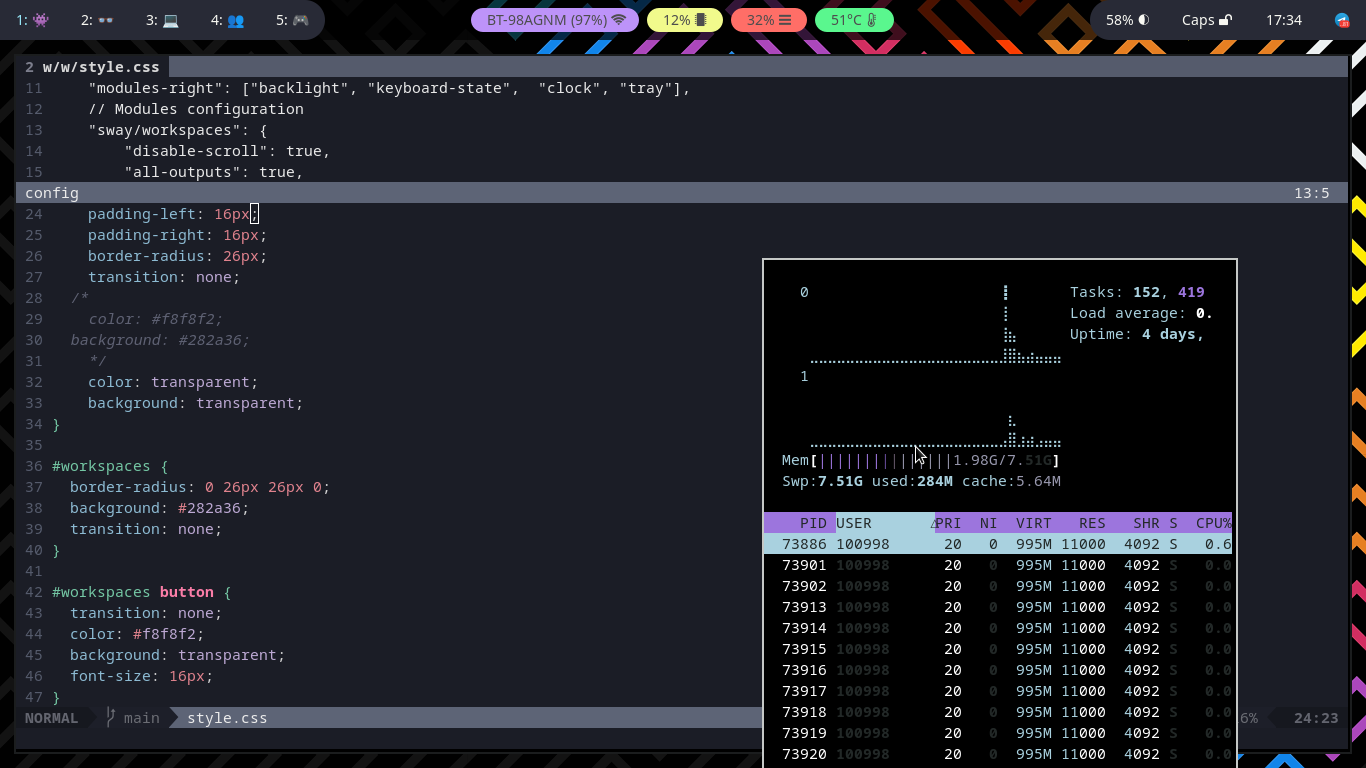 1: 2: 3: 4: 5: BT-98AGNM (97%) 12% 32% 51°C 58% Caps 17:34
2 w/w/style.css
11 "modules-right": ["backlight", "keyboard-state",  "clock", "tray"],
12 // Modules configuration
13 "sway/workspaces": {
14 "disable-scroll": true,
15 "all-outputs": true,
config 13:5
24 padding-left: 16px;
25 padding-right: 16px;
26 border-radius: 26px;
27 transition: none;
28 /*
29 color: #f8f8f2;
30 background: #282a36;
31 */
32 color: transparent;
33 background: transparent;
34 }
35
36 #workspaces {
37 border-radius: 0 26px 26px 0;
38 background: #282a36;
39 transition: none;
40 }
41
42 #workspaces button {
43 transition: none;
44 color: #f8f8f2;
45 background: transparent;
46 font-size: 16px;
47 }
NORMAL main style.css 6% 24:23
0 Tasks: 152, 419
Load average: 0.
Uptime: 4 days,
1
Mem[|||||||||||||||1.98G/7.51G]
Swp:7.51G used:284M cache:5.64M
PID USER △PRI NI VIRT RES SHR S CPU%
73886 100998 20 0 995M 11000 4092 S 0.6
73901 100998 20 0 995M 11000 4092 S 0.0
73902 100998 20 0 995M 11000 4092 S 0.0
73913 100998 20 0 995M 11000 4092 S 0.0
73914 100998 20 0 995M 11000 4092 S 0.0
73915 100998 20 0 995M 11000 4092 S 0.0
73916 100998 20 0 995M 11000 4092 S 0.0
73917 100998 20 0 995M 11000 4092 S 0.0
73918 100998 20 0 995M 11000 4092 S 0.0
73919 100998 20 0 995M 11000 4092 S 0.0
73920 100998 20 0 995M 11000 4092 S 0.0